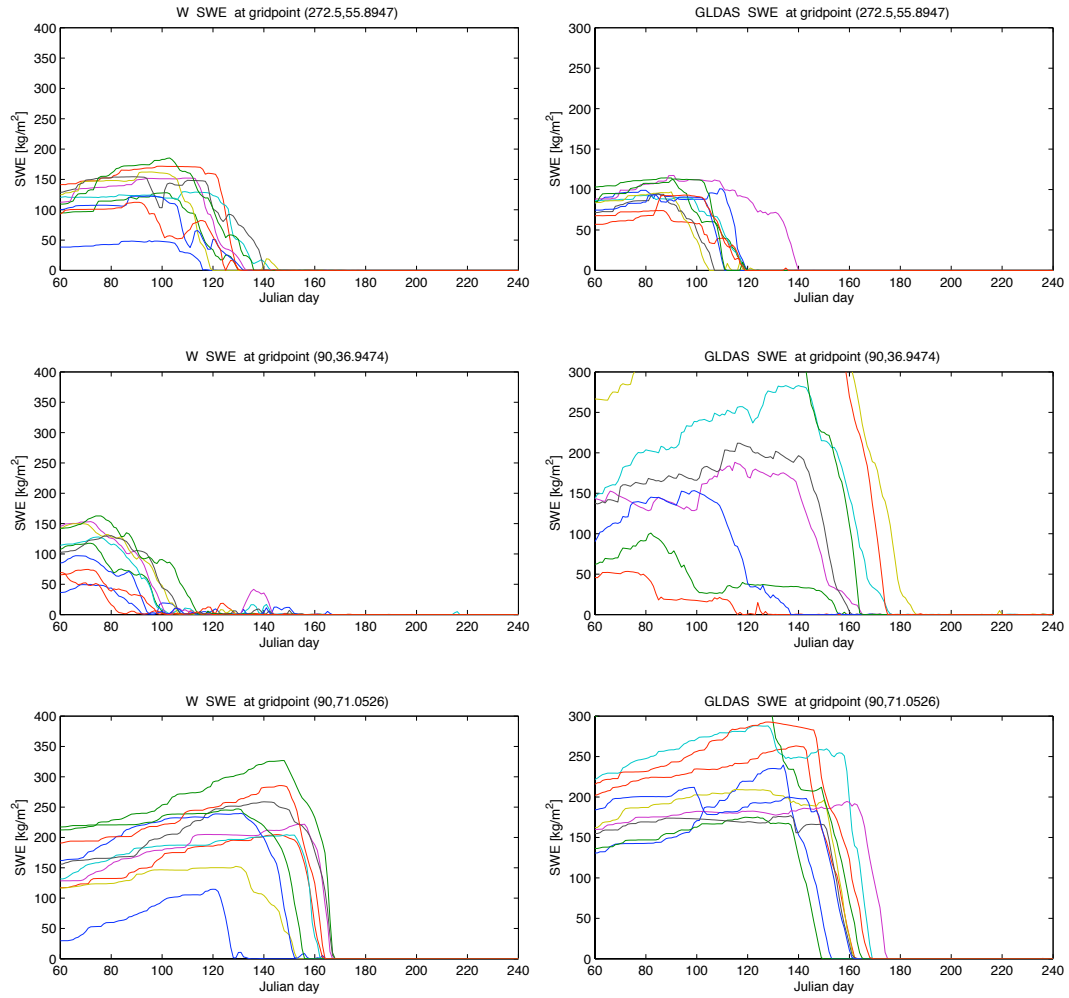 W  SWE  at gridpoint (272.5,55.8947)
400
350
300
250
200
150
100
50
0
SWE [kg/m²]
60 80 100 120 140 160 180 200 220 240
Julian day
GLDAS  SWE  at gridpoint (272.5,55.8947)
300
250
200
150
100
50
0
SWE [kg/m²]
60 80 100 120 140 160 180 200 220 240
Julian day
W  SWE  at gridpoint (90,36.9474)
400
350
300
250
200
150
100
50
0
SWE [kg/m²]
60 80 100 120 140 160 180 200 220 240
Julian day
GLDAS  SWE  at gridpoint (90,36.9474)
300
250
200
150
100
50
0
SWE [kg/m²]
60 80 100 120 140 160 180 200 220 240
Julian day
W  SWE  at gridpoint (90,71.0526)
400
350
300
250
200
150
100
50
0
SWE [kg/m²]
60 80 100 120 140 160 180 200 220 240
Julian day
GLDAS  SWE  at gridpoint (90,71.0526)
300
250
200
150
100
50
0
SWE [kg/m²]
60 80 100 120 140 160 180 200 220 240
Julian day